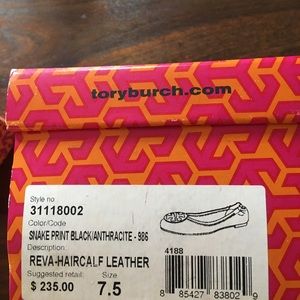 toryburch.com
Style no
31118002
Color/Code
SNAKE PRINT BLACK/ANTHRACITE - 986
Description:
REVA-HAIRCALF LEATHER
Suggested retail: Size
$ 235.00 7.5
4188
8 85427 83802 9